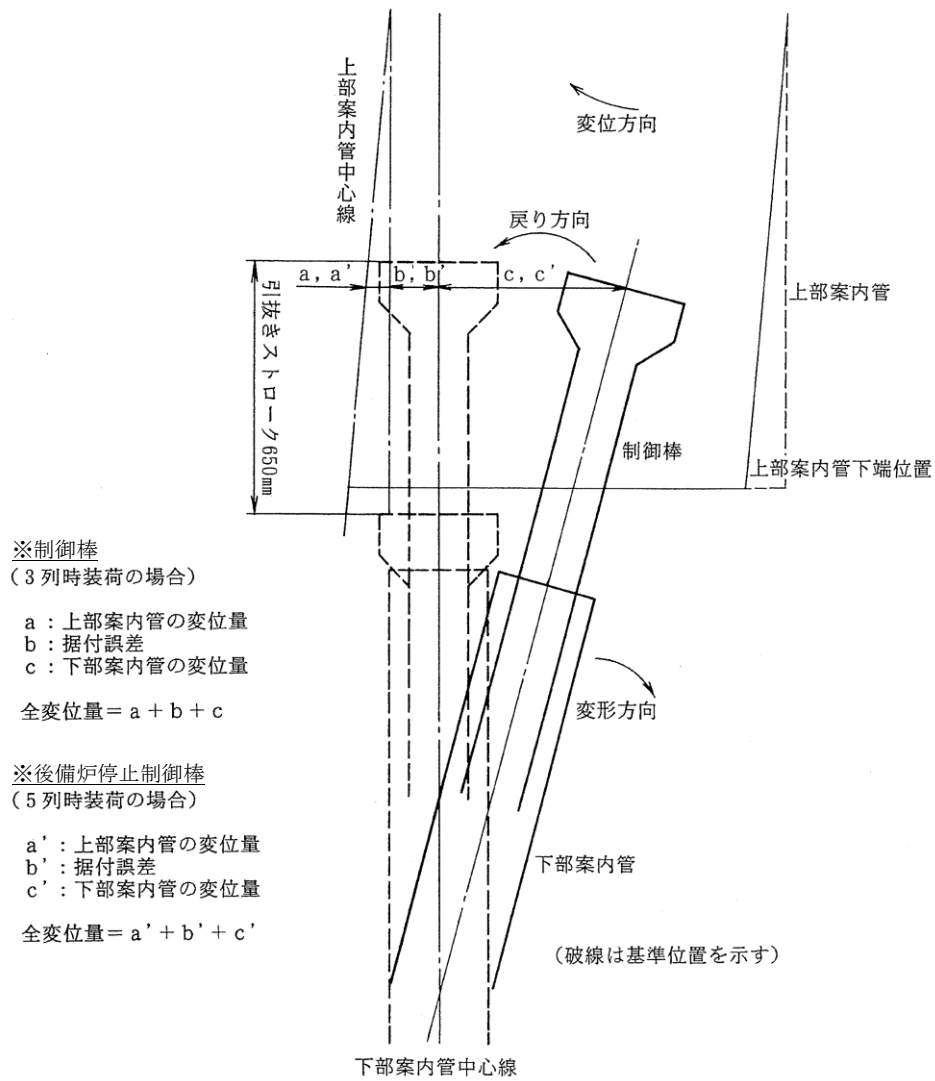 上部案内管中心線
変位方向
戻り方向
a, a' b, b' c, c'
上部案内管
引抜きストローク650mm
制御棒
上部案内管下端位置
※制御棒
(3列時装荷の場合)
a:上部案内管の変位量
b:据付誤差
c:下部案内管の変位量
全変位量=a+b+c
変形方向
※後備炉停止制御棒
(5列時装荷の場合)
a':上部案内管の変位量
b':据付誤差
c':下部案内管の変位量
全変位量=a'+b'+c'
下部案内管
(破線は基準位置を示す)
下部案内管中心線